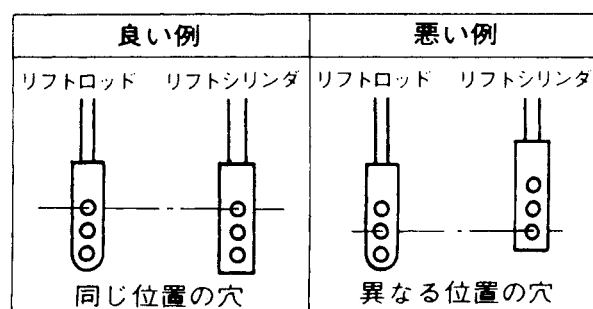 良い例
悪い例
リフトロッド リフトシリンダ
リフトロッド リフトシリンダ
同じ位置の穴
異なる位置の穴